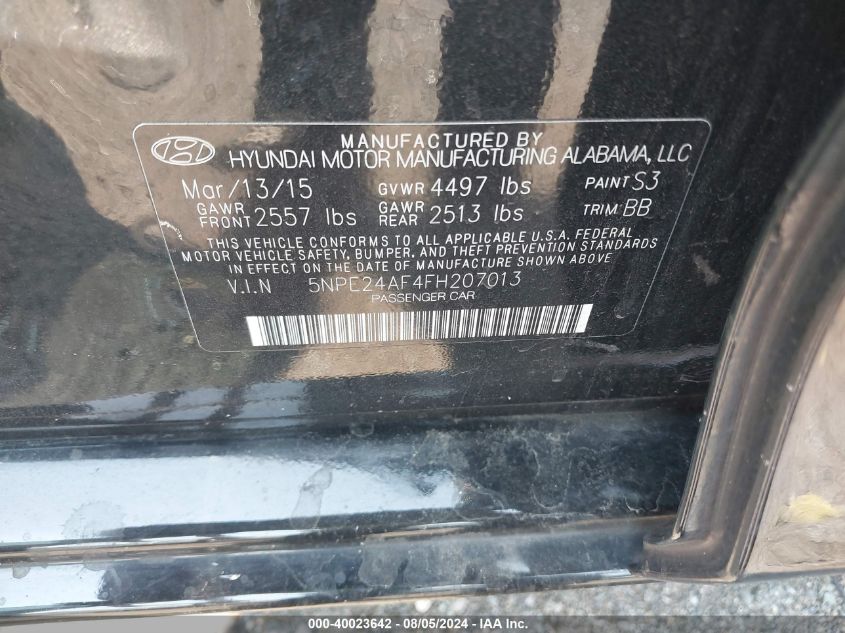 MANUFACTURED BY
HYUNDAI MOTOR MANUFACTURING ALABAMA, LLC
Mar/13/15 GVWR 4497 lbs PAINT S3
GAWR FRONT 2557 lbs GAWR REAR 2513 lbs TRIM BB
THIS VEHICLE CONFORMS TO ALL APPLICABLE U.S.A. FEDERAL
MOTOR VEHICLE SAFETY, BUMPER, AND THEFT PREVENTION STANDARDS
IN EFFECT ON THE DATE OF MANUFACTURE SHOWN ABOVE.
V.I.N 5NPE24AF4FH207013
PASSENGER CAR
000-40023642 - 08/05/2024 - IAA Inc.